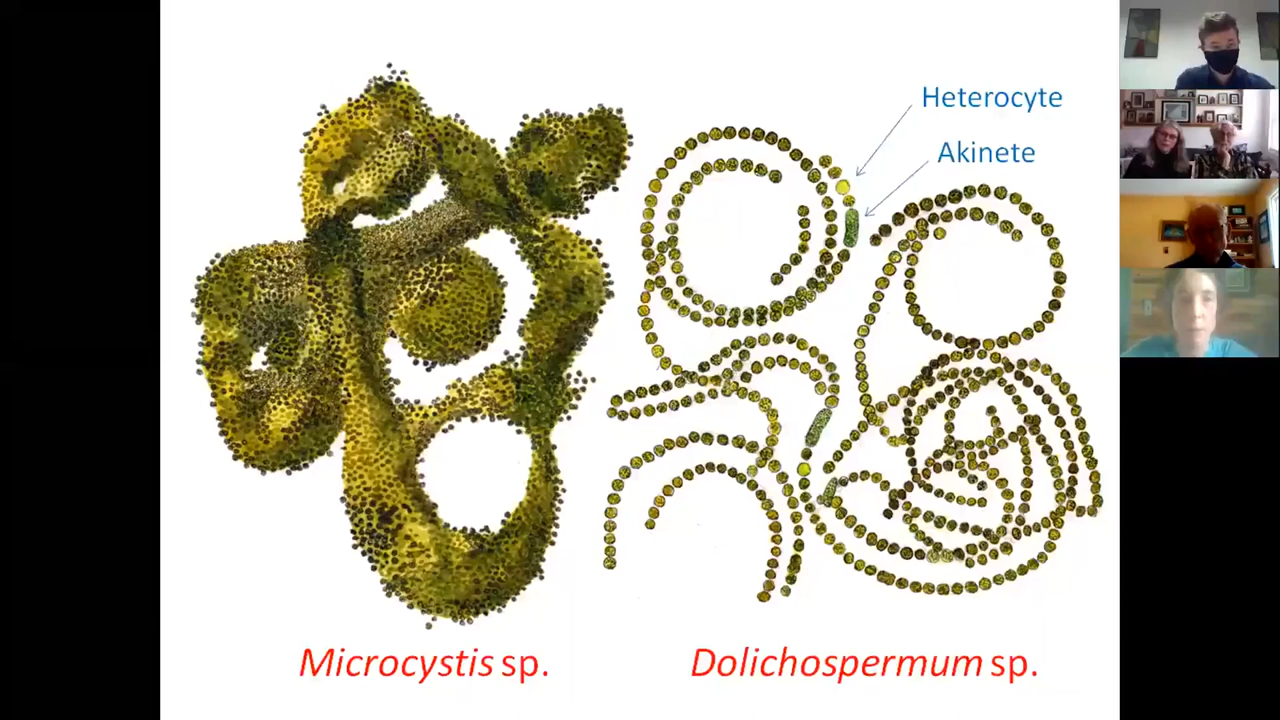 Heterocyte
Akinete
Microcystis sp.
Dolichospermum sp.